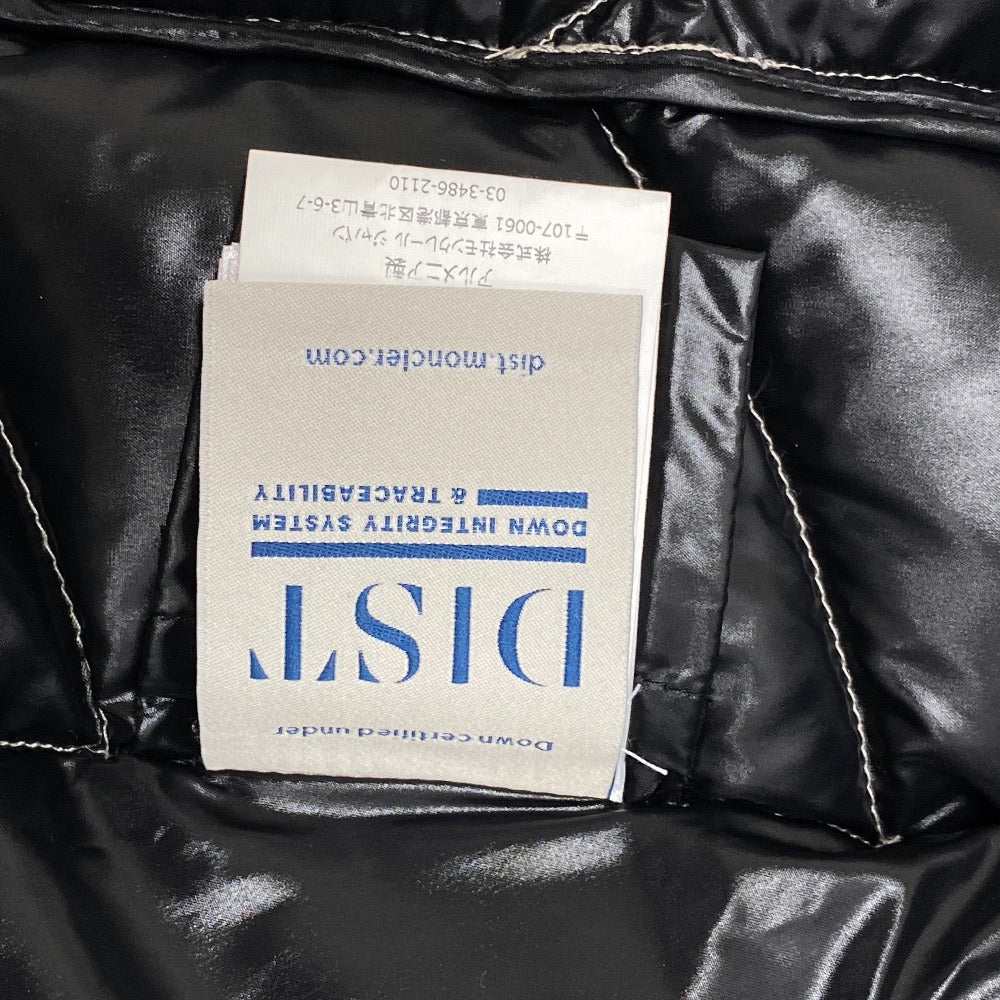 Down certified under
DIST
DOWN INTEGRITY SYSTEM
& TRACEABILITY
dist.moncler.com
アルメニア製
株式会社モンクレール ジャパン
〒107-0061 東京都港区北青山3-6-7
03-3486-2110